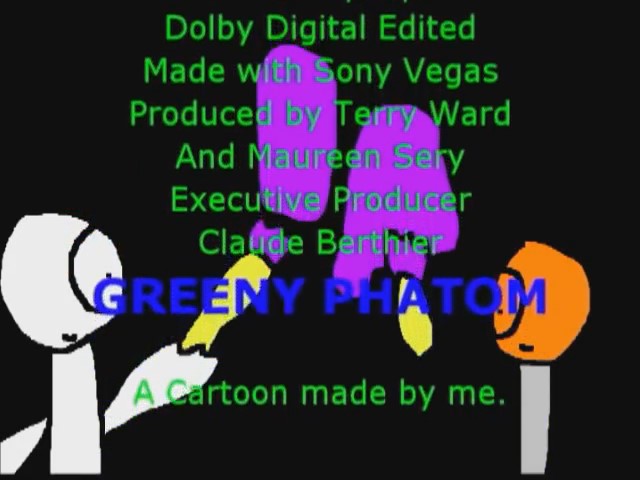 Dolby Digital Edited
Made with Sony Vegas
Produced by Terry Ward
And Maureen Sery
Executive Producer
Claude Berthier
GREENY PHATOM
A Cartoon made by me.